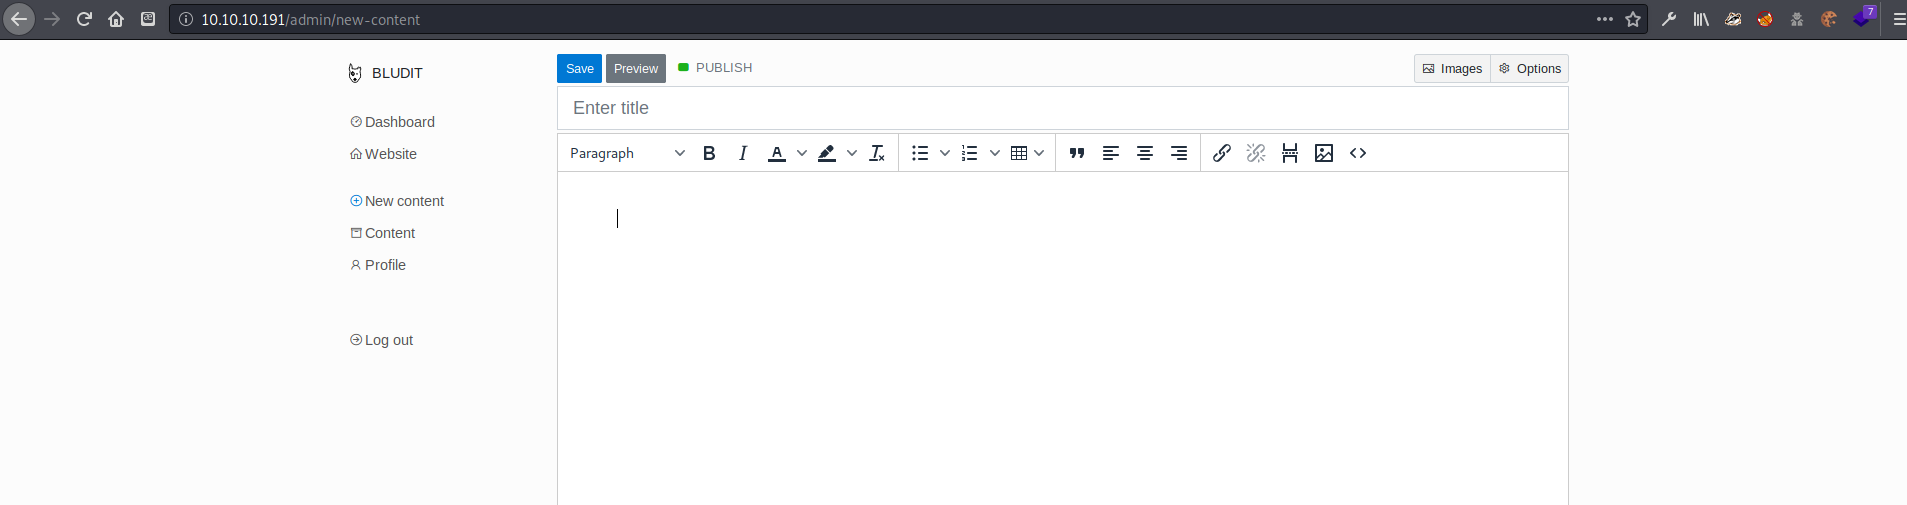 10.10.10.191/admin/new-content
7
BLUDIT
Save Preview PUBLISH Images Options
Enter title
Dashboard
Paragraph
Website
New content
Content
Profile
Log out